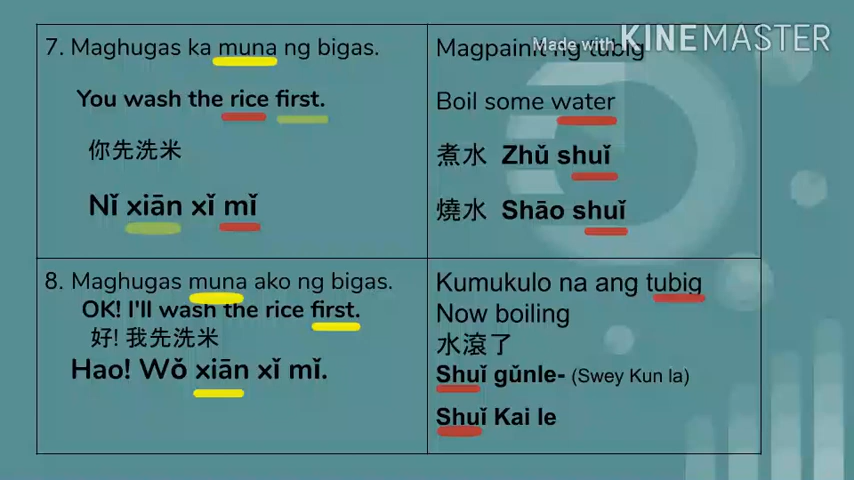 7. Maghugas ka muna ng bigas.
You wash the rice first.
你先洗米
Nǐ xiān xǐ mǐ
Magpainit ng tubig
Made with KINEMASTER
Boil some water
煮水 Zhǔ shuǐ
燒水 Shāo shuǐ
8. Maghugas muna ako ng bigas.
OK! I'll wash the rice first.
好! 我先洗米
Hao! Wǒ xiān xǐ mǐ.
Kumukulo na ang tubig
Now boiling
水滾了
Shuǐ gǔnle- (Swey Kun la)
Shuǐ Kai le